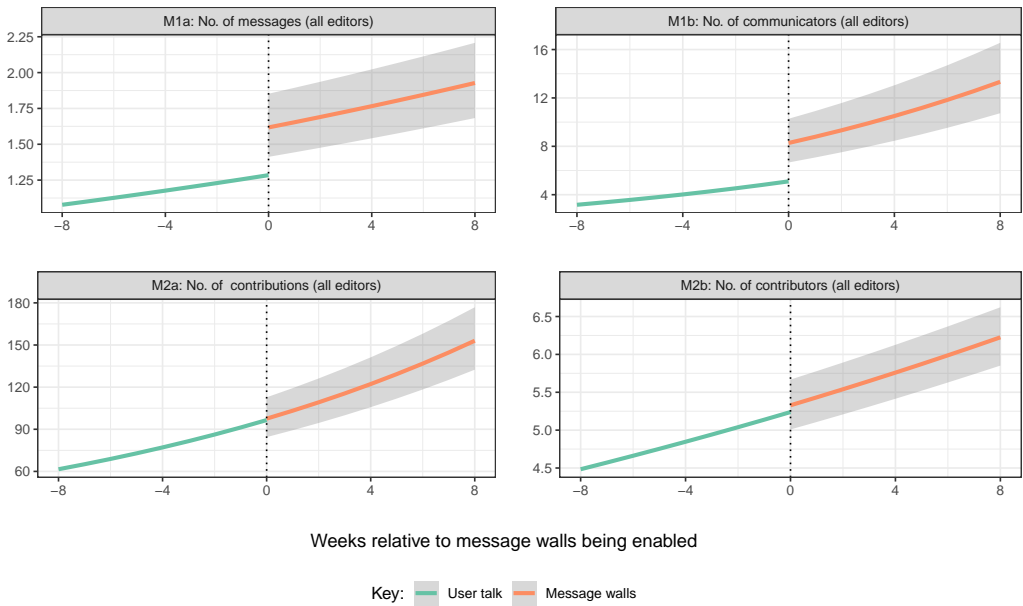 M1a: No. of messages (all editors)
M1b: No. of communicators (all editors)
2.25
2.00
1.75
1.50
1.25
−8 −4 0 4 8
16
12
8
4
−8 −4 0 4 8
M2a: No. of contributions (all editors)
M2b: No. of contributors (all editors)
180
150
120
90
60
−8 −4 0 4 8
6.5
6.0
5.5
5.0
4.5
−8 −4 0 4 8
Weeks relative to message walls being enabled
Key: User talk Message walls